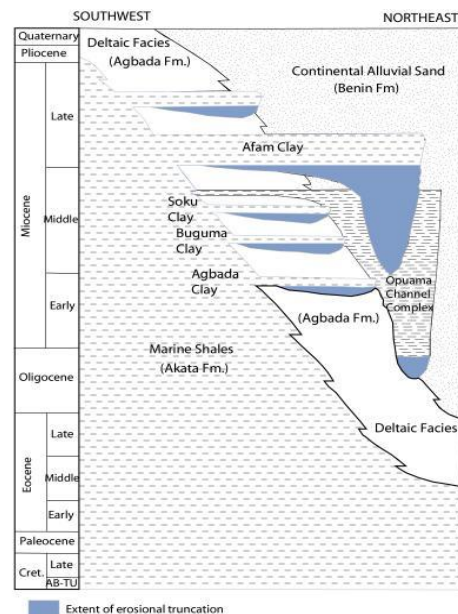 SOUTHWEST
NORTHEAST
Quaternary
Pliocene
Miocene
Late
Middle
Early
Oligocene
Eocene
Late
Middle
Early
Paleocene
Cret.
Late
AB-TU
Deltaic Facies
(Agbada Fm.)
Continental Alluvial Sand
(Benin Fm)
Afam Clay
Soku
Clay
Buguma
Clay
Agbada
Clay
Opuama
Channel
Complex
(Agbada Fm.)
Marine Shales
(Akata Fm.)
Deltaic Facies
Extent of erosional truncation